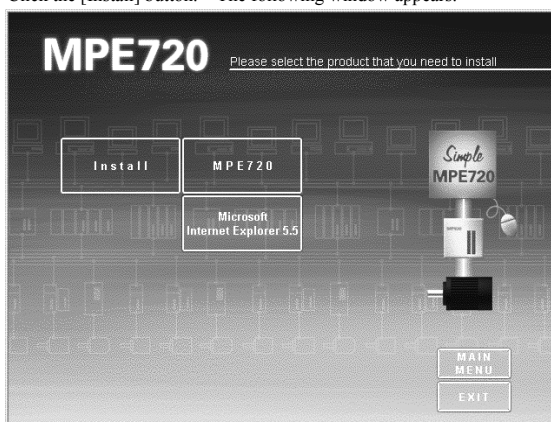 Click the [Install] button. The following window appears.
MPE720
Please select the product that you need to install
Install
MPE720
Microsoft
Internet Explorer 5.5
Simple
MPE720
MAIN
MENU
EXIT